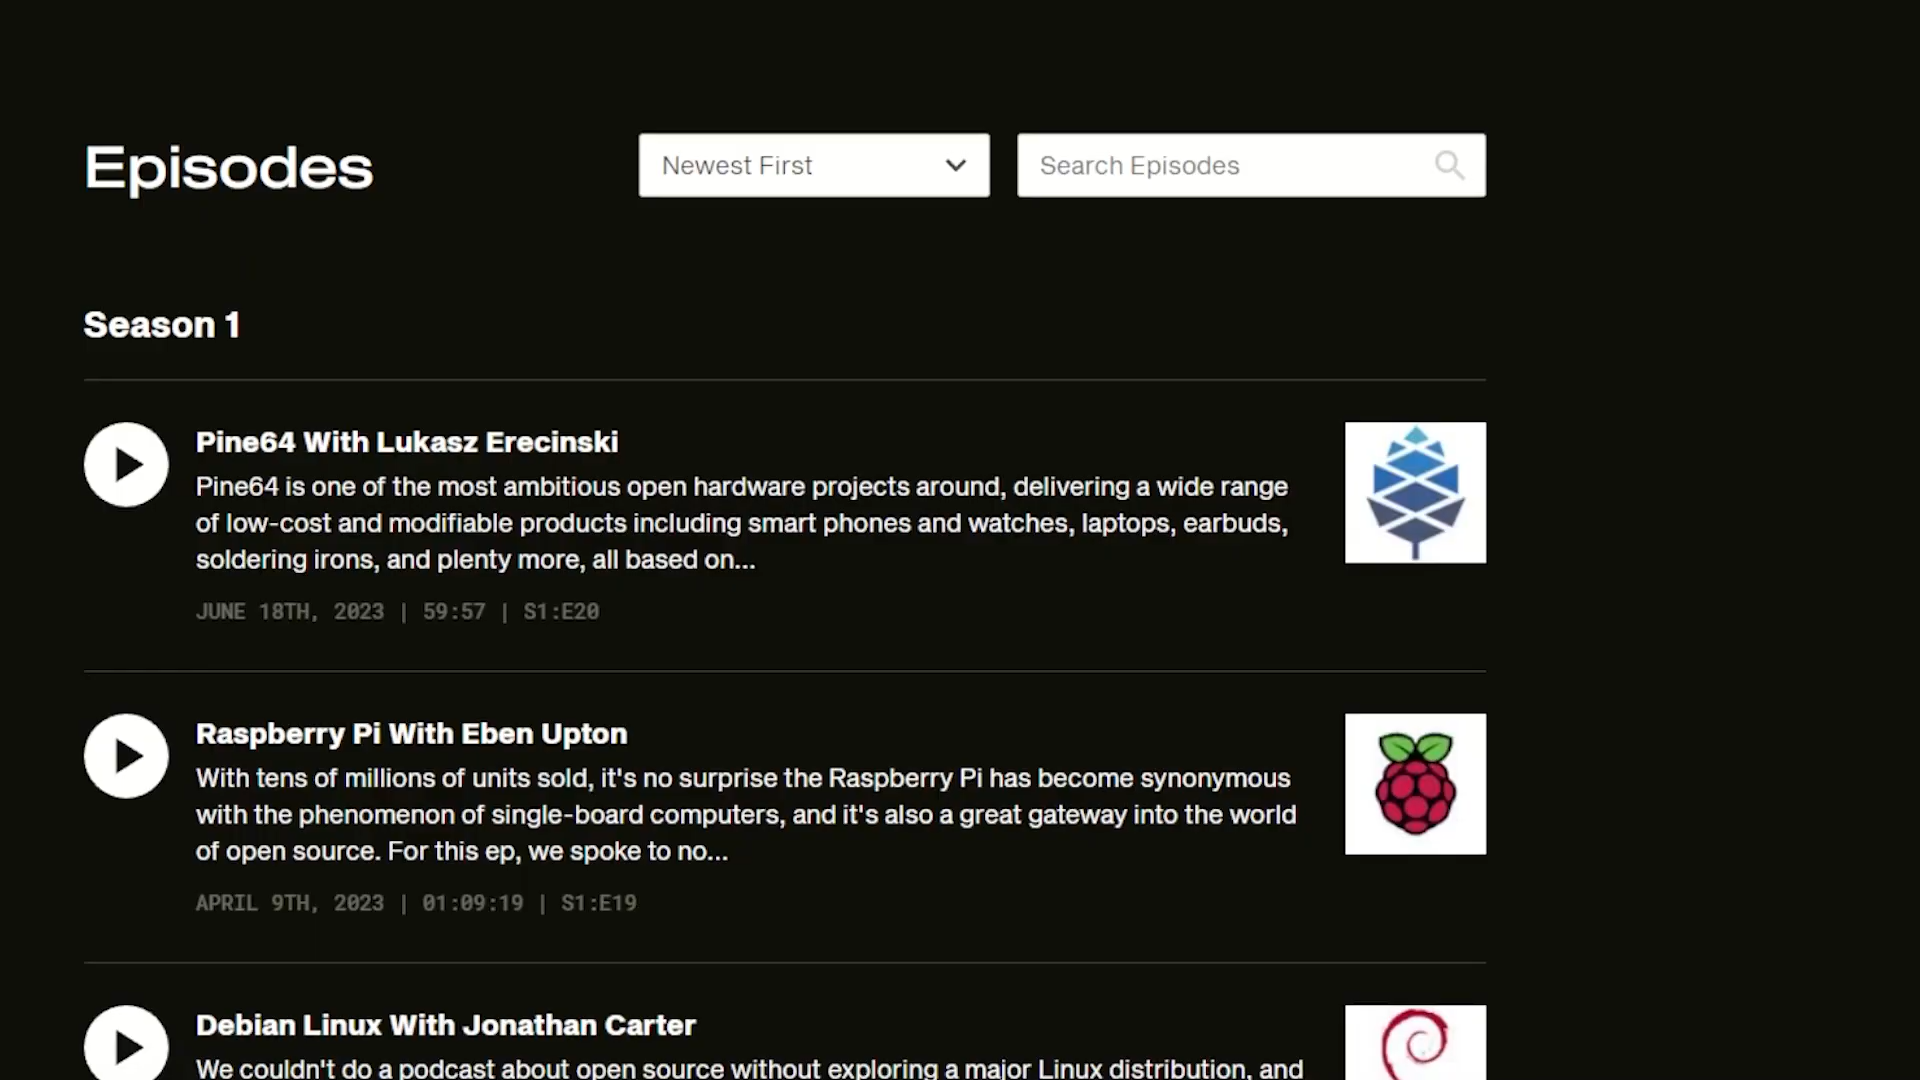 Episodes
Newest First
Search Episodes
Season 1
Pine64 With Lukasz Erecinski
Pine64 is one of the most ambitious open hardware projects around, delivering a wide range
of low-cost and modifiable products including smart phones and watches, laptops, earbuds,
soldering irons, and plenty more, all based on...
JUNE 18TH, 2023 | 59:57 | S1:E20
Raspberry Pi With Eben Upton
With tens of millions of units sold, it's no surprise the Raspberry Pi has become synonymous
with the phenomenon of single-board computers, and it's also a great gateway into the world
of open source. For this ep, we spoke to no...
APRIL 9TH, 2023 | 01:09:19 | S1:E19
Debian Linux With Jonathan Carter
We couldn't do a podcast about open source without exploring a major Linux distribution, and